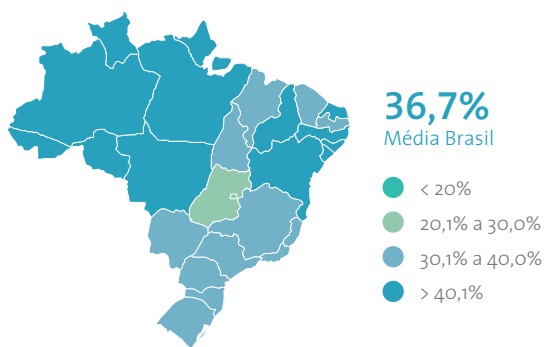 36,7%
Média Brasil
< 20%
20,1% a 30,0%
30,1% a 40,0%
> 40,1%